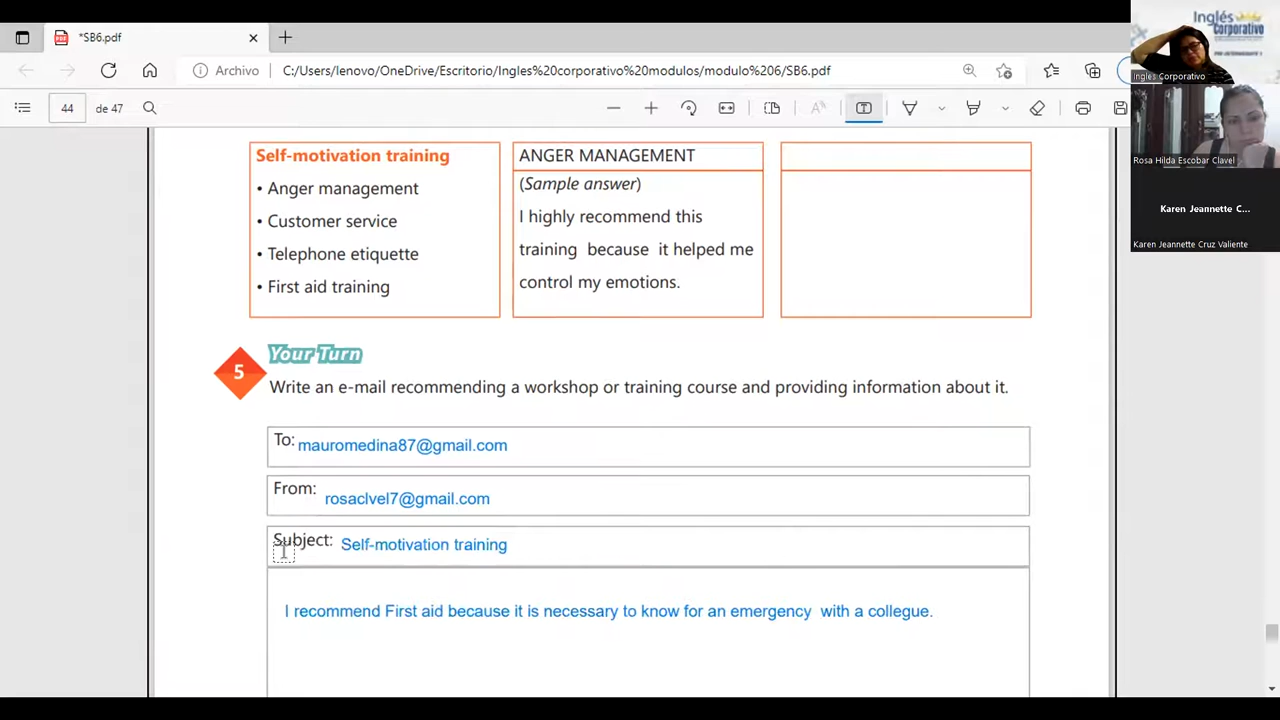 *SB6.pdf
Archivo
C:/Users/lenovo/OneDrive/Escritorio/Ingles%20corporativo%20modulos/modulo%206/SB6.pdf
44 de 47
Inglés
Corporativo
Ingles Corporativo
Rosa Hilda Escobar Clavel
Karen Jeannette C...
Karen Jeannette Cruz Valiente
Self-motivation training
• Anger management
• Customer service
• Telephone etiquette
• First aid training
ANGER MANAGEMENT
(Sample answer)
I highly recommend this
training because it helped me
control my emotions.
Your Turn
5
Write an e-mail recommending a workshop or training course and providing information about it.
To: mauromedina87@gmail.com
From: rosaclvel7@gmail.com
Subject: Self-motivation training
I recommend First aid because it is necessary to know for an emergency with a collegue.